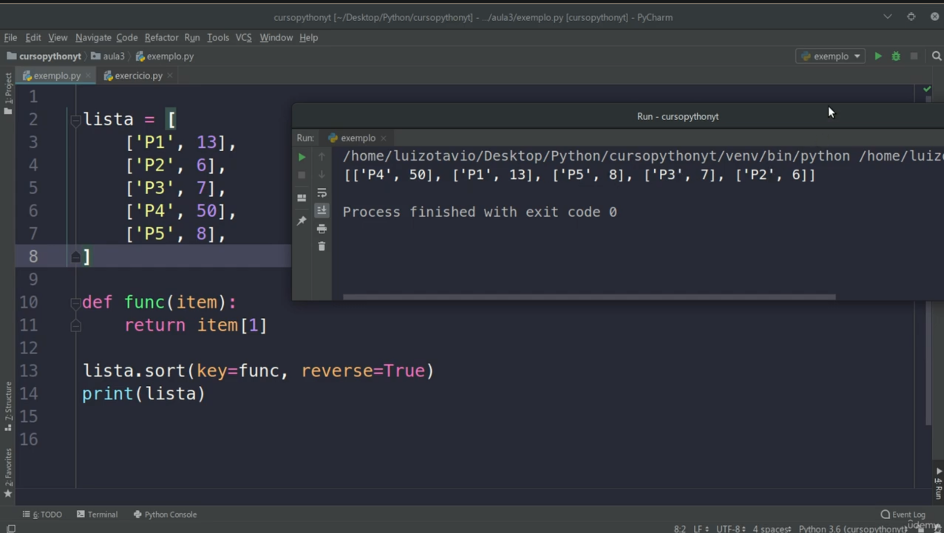 cursopythonyt [~/Desktop/Python/cursopythonyt] - .../aula3/exemplo.py [cursopythonyt] - PyCharm
File Edit View Navigate Code Refactor Run Tools VCS Window Help
cursopythonyt aula3 exemplo.py exemplo
exemplo.py exercicio.py
1: Project
1
2 lista = [
3 ['P1', 13],
4 ['P2', 6],
5 ['P3', 7],
6 ['P4', 50],
7 ['P5', 8],
8 ]
9
10 def func(item):
11 return item[1]
12
13 lista.sort(key=func, reverse=True)
14 print(lista)
15
16
Run - cursopythonyt
Run: exemplo
/home/luizotavio/Desktop/Python/cursopythonyt/venv/bin/python /home/luizo
[['P4', 50], ['P1', 13], ['P5', 8], ['P3', 7], ['P2', 6]]
Process finished with exit code 0
7: Structure
2: Favorites
4: Run
6: TODO Terminal Python Console Event Log
8:2 LF UTF-8 4 spaces Python 3.6 (cursopythonyt)
Udemy